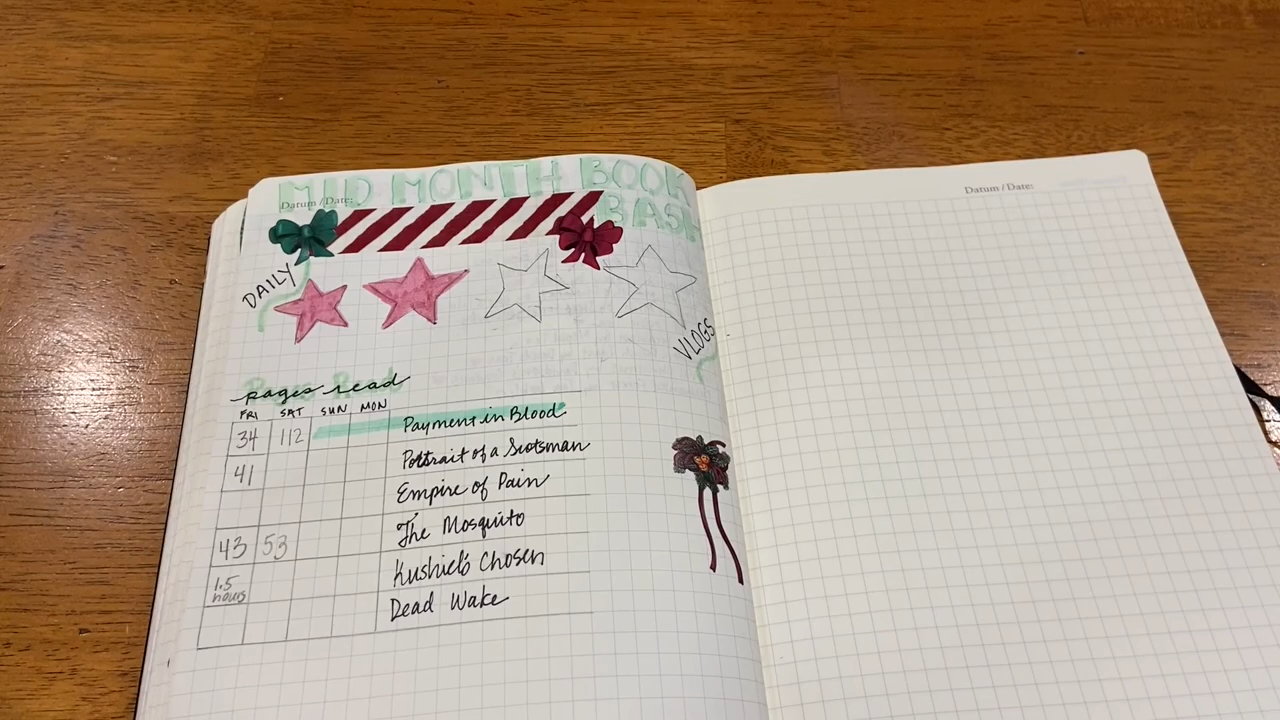 MID MONTH BOOK
Datum / Date:
BASH
DAILY
VLOGS
pages read
FRI SAT SUN MON
34 112 Payment in Blood
41 Portrait of a Scotsman
Empire of Pain
43 53 The Mosquito
1.5 hours Kushiel's Chosen
Dead Wake
Datum / Date: